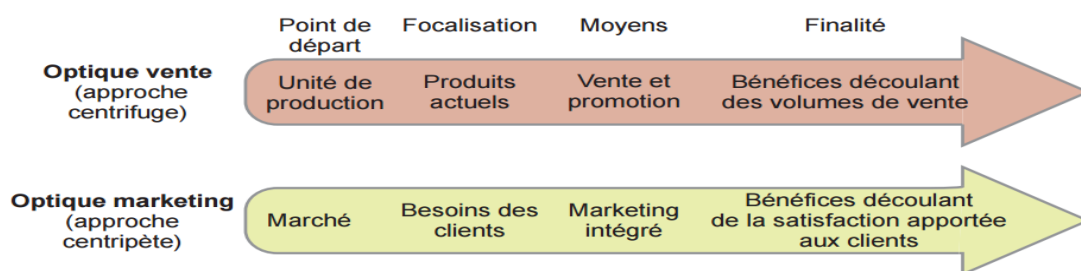 Point de
départ
Focalisation
Moyens
Finalité
Optique vente
(approche
centrifuge)
Unité de
production
Produits
actuels
Vente et
promotion
Bénéfices découlant
des volumes de vente
Optique marketing
(approche
centripète)
Marché
Besoins des
clients
Marketing
intégré
Bénéfices découlant
de la satisfaction apportée
aux clients